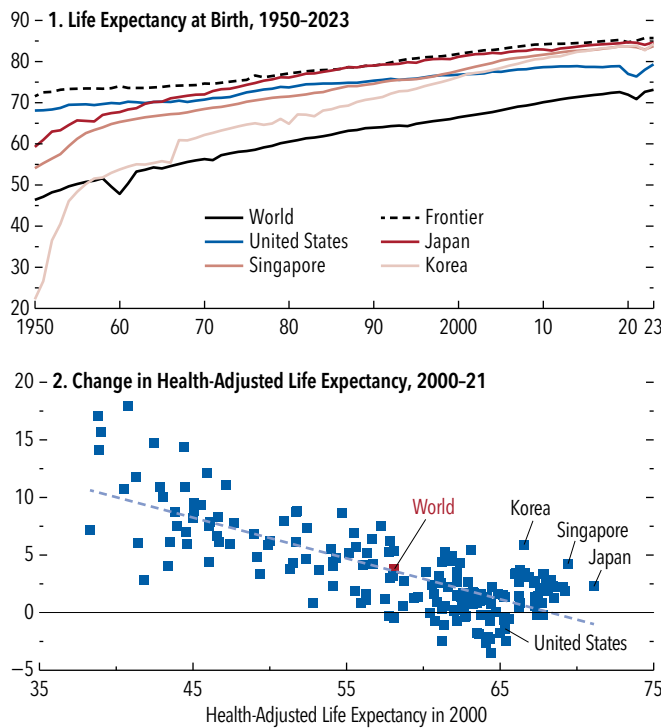 1. Life Expectancy at Birth, 1950–2023
90
80
70
60
50
40
30
20
World
Frontier
United States
Japan
Singapore
Korea
1950 60 70 80 90 2000 10 20 23
2. Change in Health-Adjusted Life Expectancy, 2000–21
20
15
10
5
0
−5
World
Korea
Singapore
Japan
United States
35 45 55 65 75
Health-Adjusted Life Expectancy in 2000